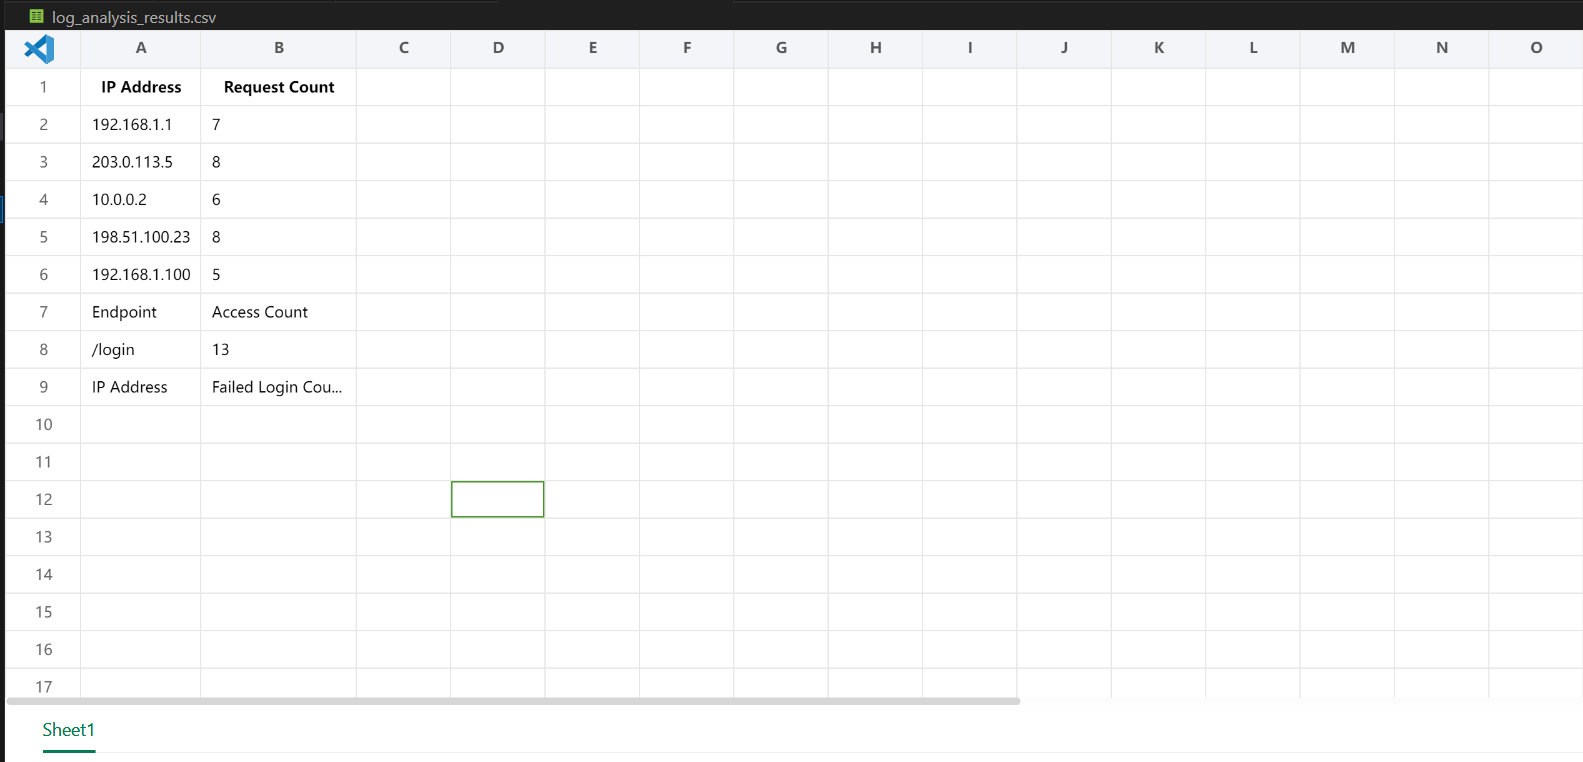 log_analysis_results.csv
A B C D E F G H I J K L M N O
1 IP Address Request Count
2 192.168.1.1 7
3 203.0.113.5 8
4 10.0.0.2 6
5 198.51.100.23 8
6 192.168.1.100 5
7 Endpoint Access Count
8 /login 13
9 IP Address Failed Login Cou...
10
11
12
13
14
15
16
17
Sheet1